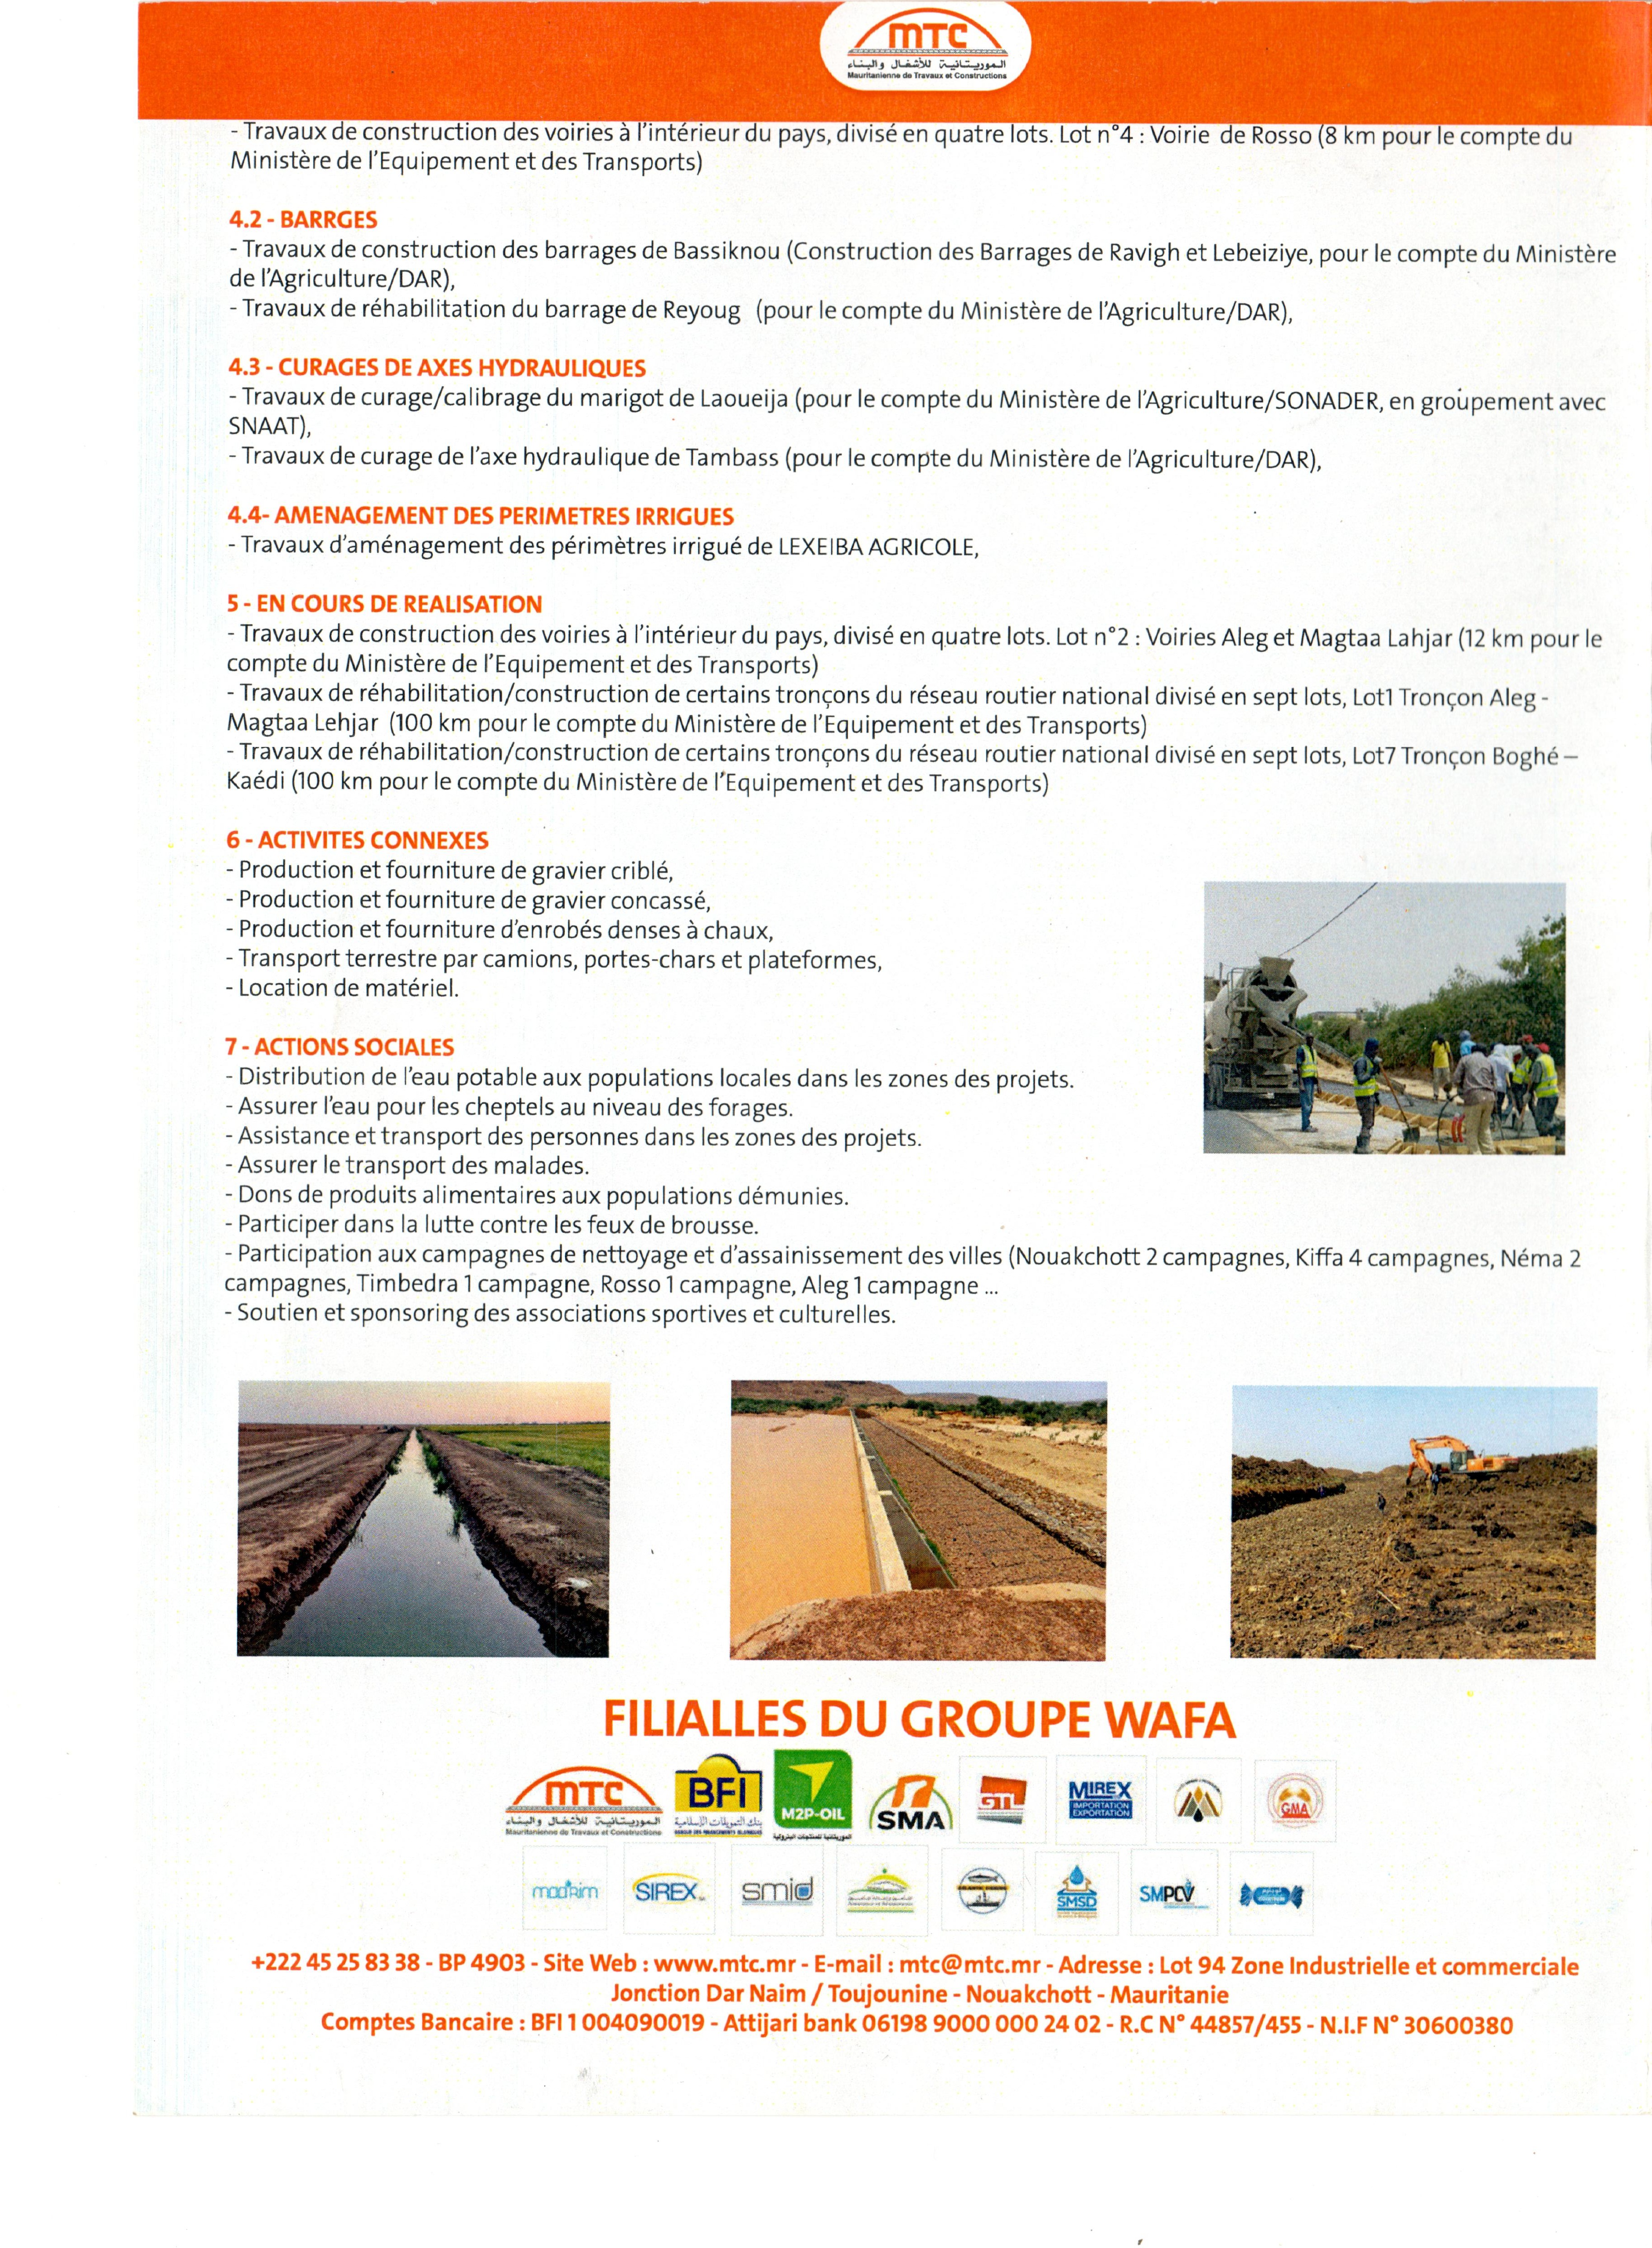 MTC
الموريتانية للأشغال والبناء
Mauritanienne de Travaux et Constructions
- Travaux de construction des voiries à l'intérieur du pays, divisé en quatre lots. Lot n°4 : Voirie de Rosso (8 km pour le compte du
Ministère de l'Equipement et des Transports)
4.2 - BARRGES
- Travaux de construction des barrages de Bassiknou (Construction des Barrages de Ravigh et Lebeiziye, pour le compte du Ministère
de l'Agriculture/DAR),
- Travaux de réhabilitation du barrage de Reyoug (pour le compte du Ministère de l'Agriculture/DAR),
4.3 - CURAGES DE AXES HYDRAULIQUES
- Travaux de curage/calibrage du marigot de Laoueija (pour le compte du Ministère de l'Agriculture/SONADER, en groupement avec
SNAAT),
- Travaux de curage de l'axe hydraulique de Tambass (pour le compte du Ministère de l'Agriculture/DAR),
4.4- AMENAGEMENT DES PERIMETRES IRRIGUES
- Travaux d'aménagement des périmètres irrigué de LEXEIBA AGRICOLE,
5 - EN COURS DE REALISATION
- Travaux de construction des voiries à l'intérieur du pays, divisé en quatre lots. Lot n°2 : Voiries Aleg et Magtaa Lahjar (12 km pour le
compte du Ministère de l'Equipement et des Transports)
- Travaux de réhabilitation/construction de certains tronçons du réseau routier national divisé en sept lots, Lot1 Tronçon Aleg -
Magtaa Lehjar (100 km pour le compte du Ministère de l'Equipement et des Transports)
- Travaux de réhabilitation/construction de certains tronçons du réseau routier national divisé en sept lots, Lot7 Tronçon Boghé –
Kaédi (100 km pour le compte du Ministère de l'Equipement et des Transports)
6 - ACTIVITES CONNEXES
- Production et fourniture de gravier criblé,
- Production et fourniture de gravier concassé,
- Production et fourniture d'enrobés denses à chaux,
- Transport terrestre par camions, portes-chars et plateformes,
- Location de matériel.
7 - ACTIONS SOCIALES
- Distribution de l'eau potable aux populations locales dans les zones des projets.
- Assurer l'eau pour les cheptels au niveau des forages.
- Assistance et transport des personnes dans les zones des projets.
- Assurer le transport des malades.
- Dons de produits alimentaires aux populations démunies.
- Participer dans la lutte contre les feux de brousse.
- Participation aux campagnes de nettoyage et d'assainissement des villes (Nouakchott 2 campagnes, Kiffa 4 campagnes, Néma 2
campagnes, Timbedra 1 campagne, Rosso 1 campagne, Aleg 1 campagne ...
- Soutien et sponsoring des associations sportives et culturelles.
FILIALLES DU GROUPE WAFA
MTC BFI M2P-OIL SMA GTL MIREX GMA
IMPORTATION
EXPORTATION
الموريتانية للأشغال والبناء
Mauritanienne de Travaux et Constructions
madrim SIREX smid SMSD SMPCV
+222 45 25 83 38 - BP 4903 - Site Web : www.mtc.mr - E-mail : mtc@mtc.mr - Adresse : Lot 94 Zone Industrielle et commerciale
Jonction Dar Naim / Toujounine - Nouakchott - Mauritanie
Comptes Bancaire : BFI 1 004090019 - Attijari bank 06198 9000 000 24 02 - R.C N° 44857/455 - N.I.F N° 30600380